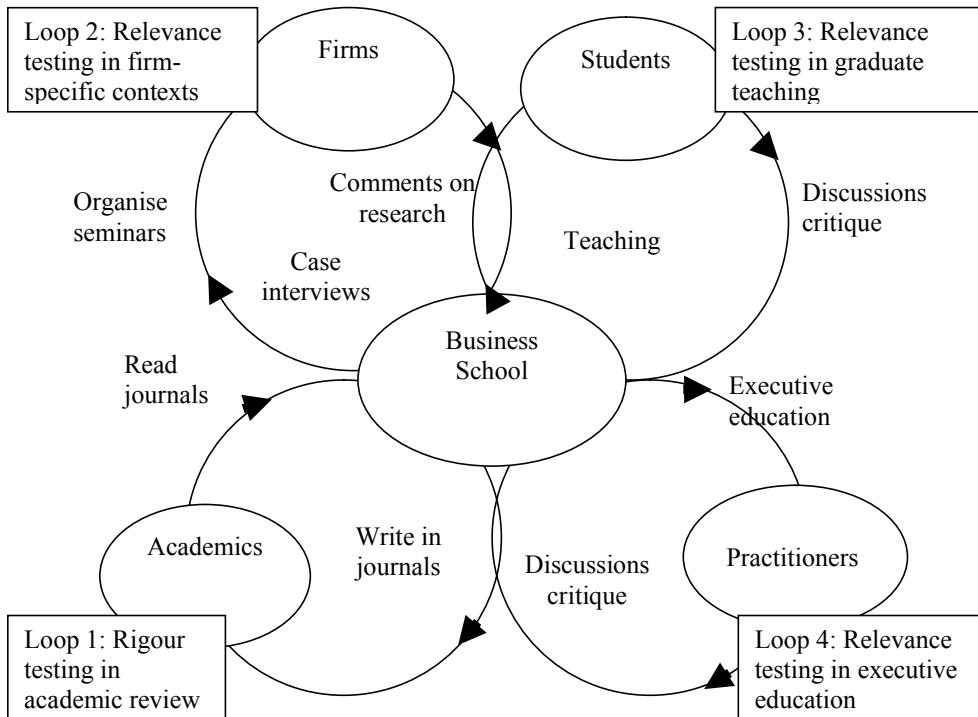 Loop 2: Relevance
testing in firm-
specific contexts
Firms
Students
Loop 3: Relevance
testing in graduate
teaching
Organise
seminars
Comments on
research
Case
interviews
Teaching
Discussions
critique
Business
School
Read
journals
Executive
education
Academics
Write in
journals
Discussions
critique
Practitioners
Loop 1: Rigour
testing in
academic review
Loop 4: Relevance
testing in executive
education